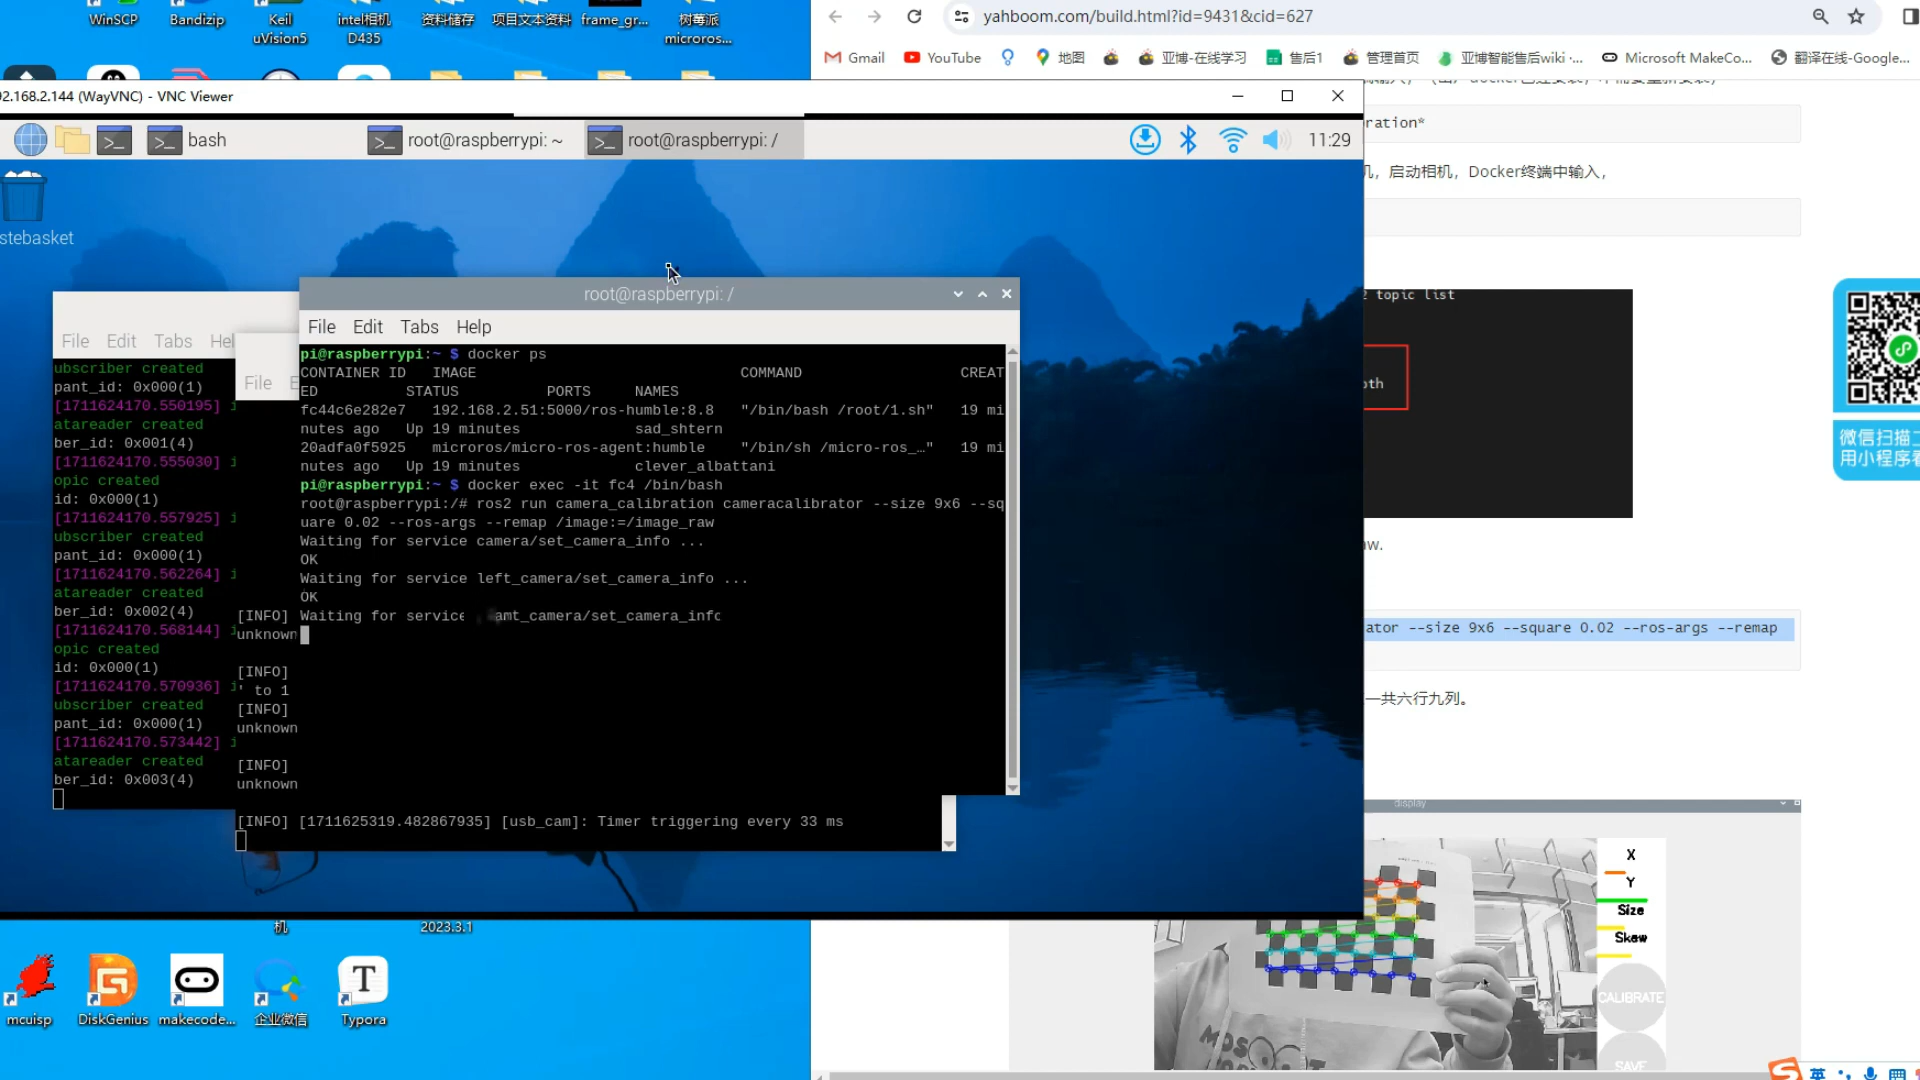 WinSCP
Bandizip
Keil
uVision5
intel相机
D435
资料储存
项目文本资料
frame_gr...
树莓派
microros...
yahboom.com/build.html?id=9431&cid=627
Gmail
YouTube
地图
亚博-在线学习
售后1
管理首页
亚博智能售后wiki ·...
Microsoft MakeCo...
翻译在线-Google...
2.168.2.144 (WayVNC) - VNC Viewer
bash
root@raspberrypi: ~
root@raspberrypi: /
11:29
stebasket
root@raspberrypi: /
File Edit Tabs Help
pi@raspberrypi:~ $ docker ps
CONTAINER ID   IMAGE   COMMAND   CREAT
ED   STATUS   PORTS   NAMES
fc44c6e282e7   192.168.2.51:5000/ros-humble:8.8   "/bin/bash /root/1.sh"   19 mi
nutes ago   Up 19 minutes   sad_shtern
20adfa0f5925   microros/micro-ros-agent:humble   "/bin/sh /micro-ros_…"   19 mi
nutes ago   Up 19 minutes   clever_albattani
pi@raspberrypi:~ $ docker exec -it fc4 /bin/bash
root@raspberrypi:/# ros2 run camera_calibration cameracalibrator --size 9x6 --sq
uare 0.02 --ros-args --remap /image:=/image_raw
Waiting for service camera/set_camera_info ...
OK
Waiting for service left_camera/set_camera_info ...
OK
Waiting for service
File Edit Tabs Hel
ubscriber created
pant_id: 0x000(1)
[1711624170.550195] i
atareader created
ber_id: 0x001(4)
[1711624170.555030] i
opic created
id: 0x000(1)
[1711624170.557925] i
ubscriber created
pant_id: 0x000(1)
[1711624170.562264] i
atareader created
ber_id: 0x002(4)
[1711624170.568144] i
opic created
id: 0x000(1)
[1711624170.570936] i
ubscriber created
pant_id: 0x000(1)
[1711624170.573442] i
atareader created
ber_id: 0x003(4)
File E
[INFO]
unknown
[INFO]
' to 1
[INFO]
unknown
[INFO]
unknown
[INFO] [1711625319.482867935] [usb_cam]: Timer triggering every 33 ms
ration*
启动相机，Docker终端中输入，
2 topic list
pth
aw.
ator --size 9x6 --square 0.02 --ros-args --remap
一共六行九列。
微信扫描二
用小程序看
display
X
Y
Size
Skew
CALIBRATE
SAVE
机
2023.3.1
mcuisp
DiskGenius
makecode...
企业微信
Typora
英